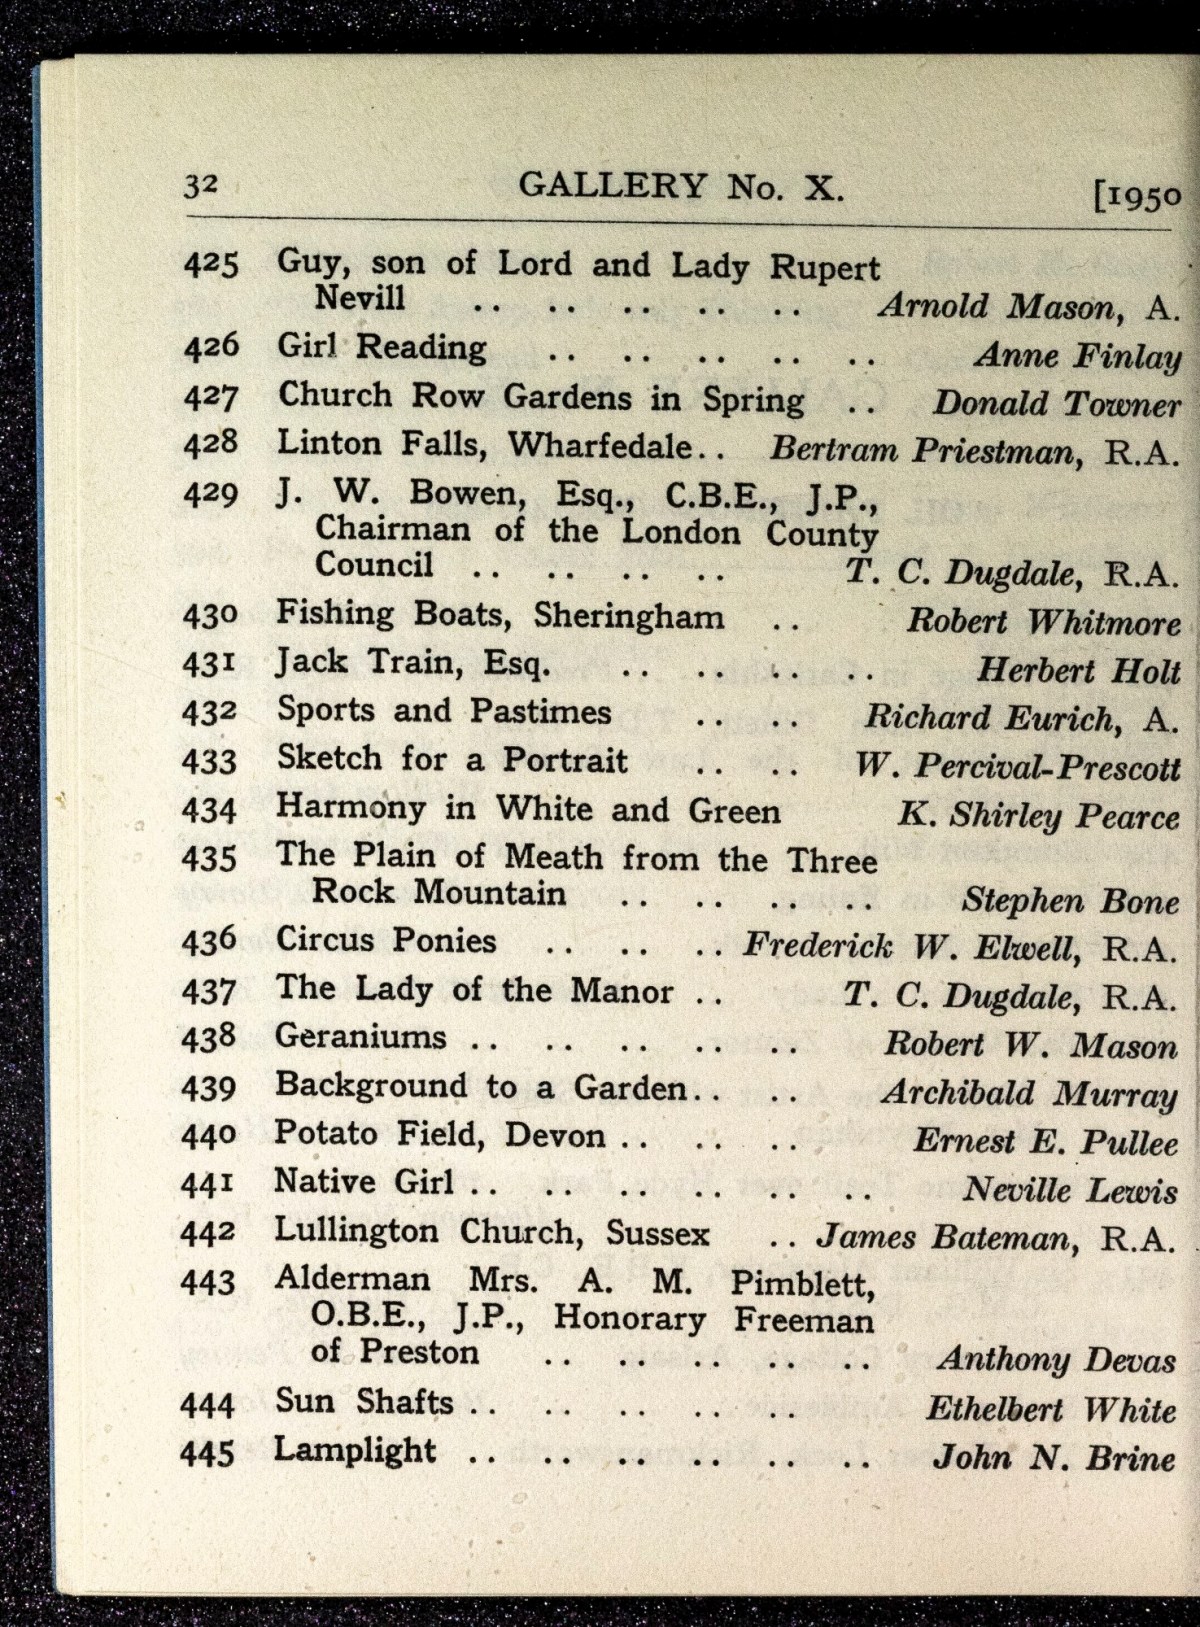 32 GALLERY No. X. [1950
425 Guy, son of Lord and Lady Rupert
Nevill .. .. .. .. .. Arnold Mason, A.
426 Girl Reading .. .. .. .. .. Anne Finlay
427 Church Row Gardens in Spring .. Donald Towner
428 Linton Falls, Wharfedale.. Bertram Priestman, R.A.
429 J. W. Bowen, Esq., C.B.E., J.P.,
Chairman of the London County
Council .. .. .. .. T. C. Dugdale, R.A.
430 Fishing Boats, Sheringham .. Robert Whitmore
431 Jack Train, Esq. .. .. .. .. Herbert Holt
432 Sports and Pastimes .. .. Richard Eurich, A.
433 Sketch for a Portrait .. .. W. Percival-Prescott
434 Harmony in White and Green K. Shirley Pearce
435 The Plain of Meath from the Three
Rock Mountain .. .. .. .. Stephen Bone
436 Circus Ponies .. .. .. Frederick W. Elwell, R.A.
437 The Lady of the Manor .. T. C. Dugdale, R.A.
438 Geraniums .. .. .. .. .. Robert W. Mason
439 Background to a Garden.. .. Archibald Murray
440 Potato Field, Devon .. .. .. Ernest E. Pullee
441 Native Girl .. .. .. .. .. .. Neville Lewis
442 Lullington Church, Sussex .. James Bateman, R.A.
443 Alderman Mrs. A. M. Pimblett,
O.B.E., J.P., Honorary Freeman
of Preston .. .. .. .. .. Anthony Devas
444 Sun Shafts .. .. .. .. .. Ethelbert White
445 Lamplight .. .. .. .. .. .. John N. Brine